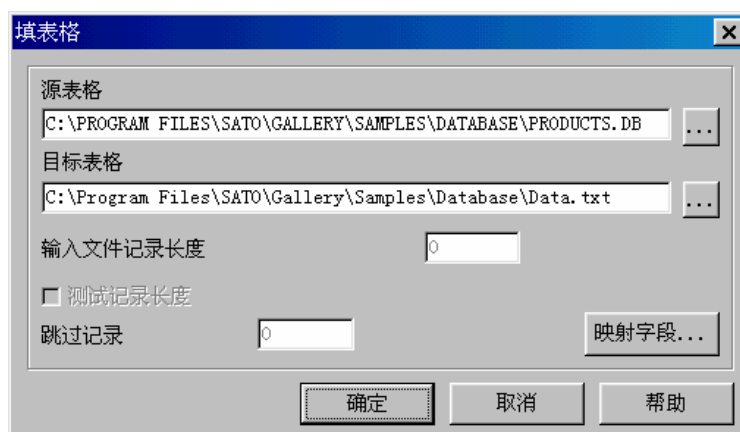 填表格
源表格
C:\PROGRAM FILES\SATO\GALLERY\SAMPLES\DATABASE\PRODUCTS.DB ...
目标表格
C:\Program Files\SATO\Gallery\Samples\Database\Data.txt ...
输入文件记录长度 0
测试记录长度
跳过记录 0 映射字段...
确定 取消 帮助